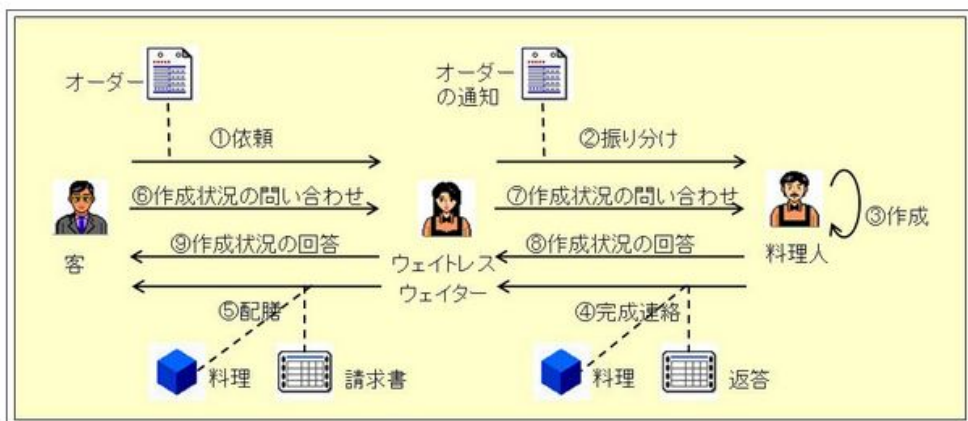 オーダー
オーダー
の通知
①依頼
②振り分け
⑥作成状況の問い合わせ
⑦作成状況の問い合わせ
③作成
⑨作成状況の回答
⑧作成状況の回答
客
ウェイトレス
ウェイター
料理人
⑤配膳
④完成連絡
料理
請求書
料理
返答